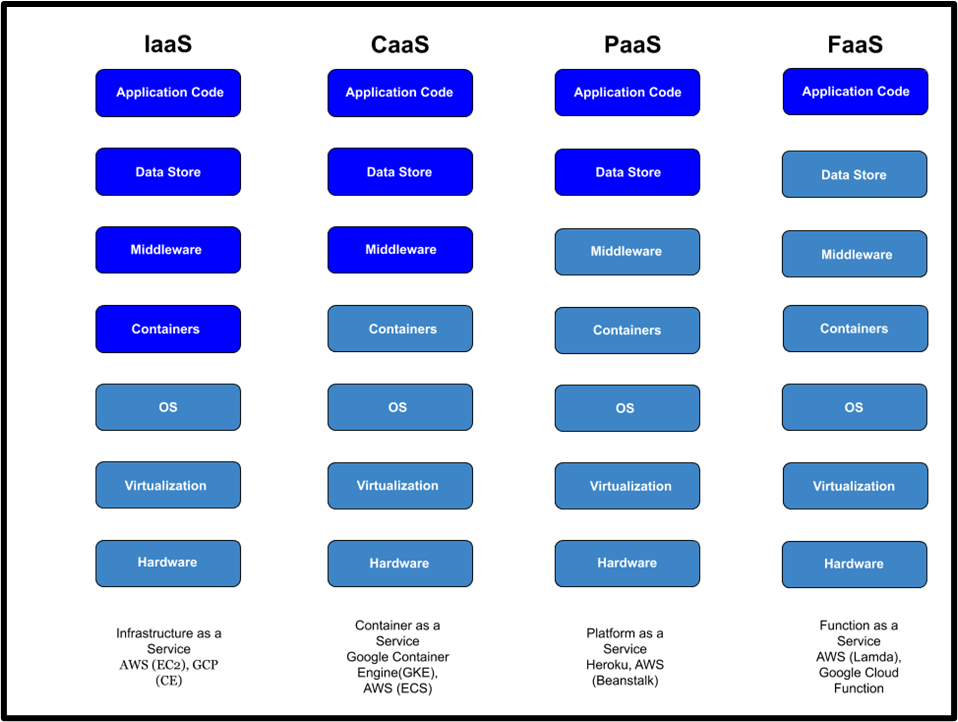 IaaS
CaaS
PaaS
FaaS
Application Code
Application Code
Application Code
Application Code
Data Store
Data Store
Data Store
Data Store
Middleware
Middleware
Middleware
Middleware
Containers
Containers
Containers
Containers
OS
OS
OS
OS
Virtualization
Virtualization
Virtualization
Virtualization
Hardware
Hardware
Hardware
Hardware
Infrastructure as a
Service
AWS (EC2), GCP
(CE)
Container as a
Service
Google Container
Engine(GKE),
AWS (ECS)
Platform as a
Service
Heroku, AWS
(Beanstalk)
Function as a
Service
AWS (Lamda),
Google Cloud
Function